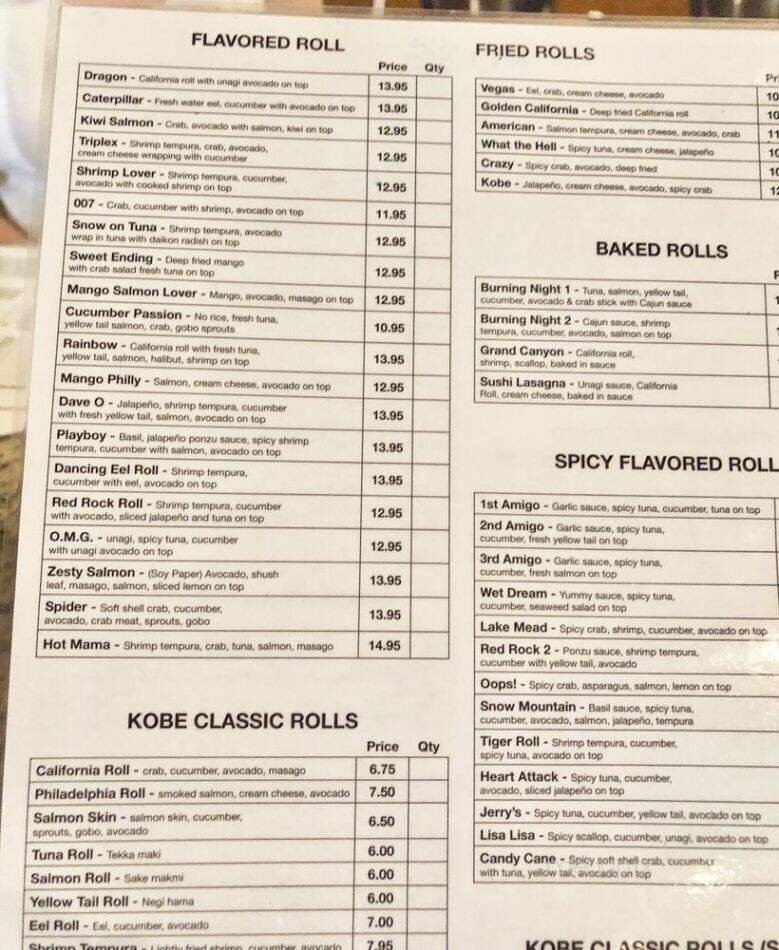 FLAVORED ROLL
Price Qty
Dragon - California roll with unagi avocado on top 13.95
Caterpillar - Fresh water eel, cucumber with avocado on top 13.95
Kiwi Salmon - Crab, avocado with salmon, kiwi on top 12.95
Triplex - Shrimp tempura, crab, avocado,
cream cheese wrapping with cucumber 12.95
Shrimp Lover - Shrimp tempura, cucumber,
avocado with cooked shrimp on top 12.95
007 - Crab, cucumber with shrimp, avocado on top 11.95
Snow on Tuna - Shrimp tempura, avocado
wrap in tuna with daikon radish on top 12.95
Sweet Ending - Deep fried mango
with crab salad fresh tuna on top 12.95
Mango Salmon Lover - Mango, avocado, masago on top 12.95
Cucumber Passion - No rice, fresh tuna,
yellow tail salmon, crab, gobo sprouts 10.95
Rainbow - California roll with fresh tuna,
yellow tail, salmon, halibut, shrimp on top 13.95
Mango Philly - Salmon, cream cheese, avocado on top 12.95
Dave O - Jalapeño, shrimp tempura, cucumber
with fresh yellow tail, salmon, avocado on top 13.95
Playboy - Basil, jalapeño ponzu sauce, spicy shrimp
tempura, cucumber with salmon, avocado on top 13.95
Dancing Eel Roll - Shrimp tempura,
cucumber with eel, avocado on top 13.95
Red Rock Roll - Shrimp tempura, cucumber
with avocado, sliced jalapeño and tuna on top 12.95
O.M.G. - unagi, spicy tuna, cucumber
with unagi avocado on top 12.95
Zesty Salmon - (Soy Paper) Avocado, shush
leaf, masago, salmon, sliced lemon on top 13.95
Spider - Soft shell crab, cucumber,
avocado, crab meat, sprouts, gobo 13.95
Hot Mama - Shrimp tempura, crab, tuna, salmon, masago 14.95
KOBE CLASSIC ROLLS
Price Qty
California Roll - crab, cucumber, avocado, masago 6.75
Philadelphia Roll - smoked salmon, cream cheese, avocado 7.50
Salmon Skin - salmon skin, cucumber,
sprouts, gobo, avocado 6.50
Tuna Roll - Tekka maki 6.00
Salmon Roll - Sake makmi 6.00
Yellow Tail Roll - Negi hama 6.00
Eel Roll - Eel, cucumber, avocado 7.00
Shrimp Tempura - Lightly fried shrimp, cucumber, avocado 7.95
FRIED ROLLS
Vegas - Eel, crab, cream cheese, avocado
Golden California - Deep fried California roll
American - Salmon tempura, cream cheese, avocado, crab
What the Hell - Spicy tuna, cream cheese, jalapeño
Crazy - Spicy crab, avocado, deep fried
Kobe - Jalapeño, cream cheese, avocado, spicy crab
BAKED ROLLS
Burning Night 1 - Tuna, salmon, yellow tail,
cucumber, avocado & crab stick with Cajun sauce
Burning Night 2 - Cajun sauce, shrimp
tempura, cucumber, avocado, salmon on top
Grand Canyon - California roll,
shrimp, scallop, baked in sauce
Sushi Lasagna - Unagi sauce, California
Roll, cream cheese, baked in sauce
SPICY FLAVORED ROLL
1st Amigo - Garlic sauce, spicy tuna, cucumber, tuna on top
2nd Amigo - Garlic sauce, spicy tuna,
cucumber, fresh yellow tail on top
3rd Amigo - Garlic sauce, spicy tuna,
cucumber, fresh salmon on top
Wet Dream - Yummy sauce, spicy tuna,
cucumber, seaweed salad on top
Lake Mead - Spicy crab, shrimp, cucumber, avocado on top
Red Rock 2 - Ponzu sauce, shrimp tempura,
cucumber with yellow tail, avocado
Oops! - Spicy crab, asparagus, salmon, lemon on top
Snow Mountain - Basil sauce, spicy tuna,
cucumber, avocado, salmon, jalapeño, tempura
Tiger Roll - Shrimp tempura, cucumber,
spicy tuna, avocado on top
Heart Attack - Spicy tuna, cucumber,
avocado, sliced jalapeño on top
Jerry's - Spicy tuna, cucumber, yellow tail, avocado on top
Lisa Lisa - Spicy scallop, cucumber, unagi, avocado on top
Candy Cane - Spicy soft shell crab, cucumber
with tuna, yellow tail, avocado on top
KOBE CLASSIC ROLLS